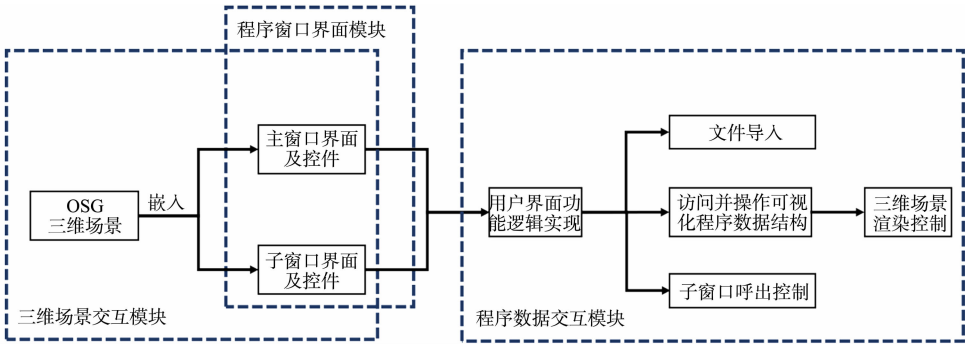 程序窗口界面模块
主窗口界面
及控件
文件导入
OSG
三维场景
嵌入
用户界面功
能逻辑实现
访问并操作可视
化程序数据结构
三维场景
渲染控制
子窗口界面
及控件
子窗口呼出控制
三维场景交互模块
程序数据交互模块